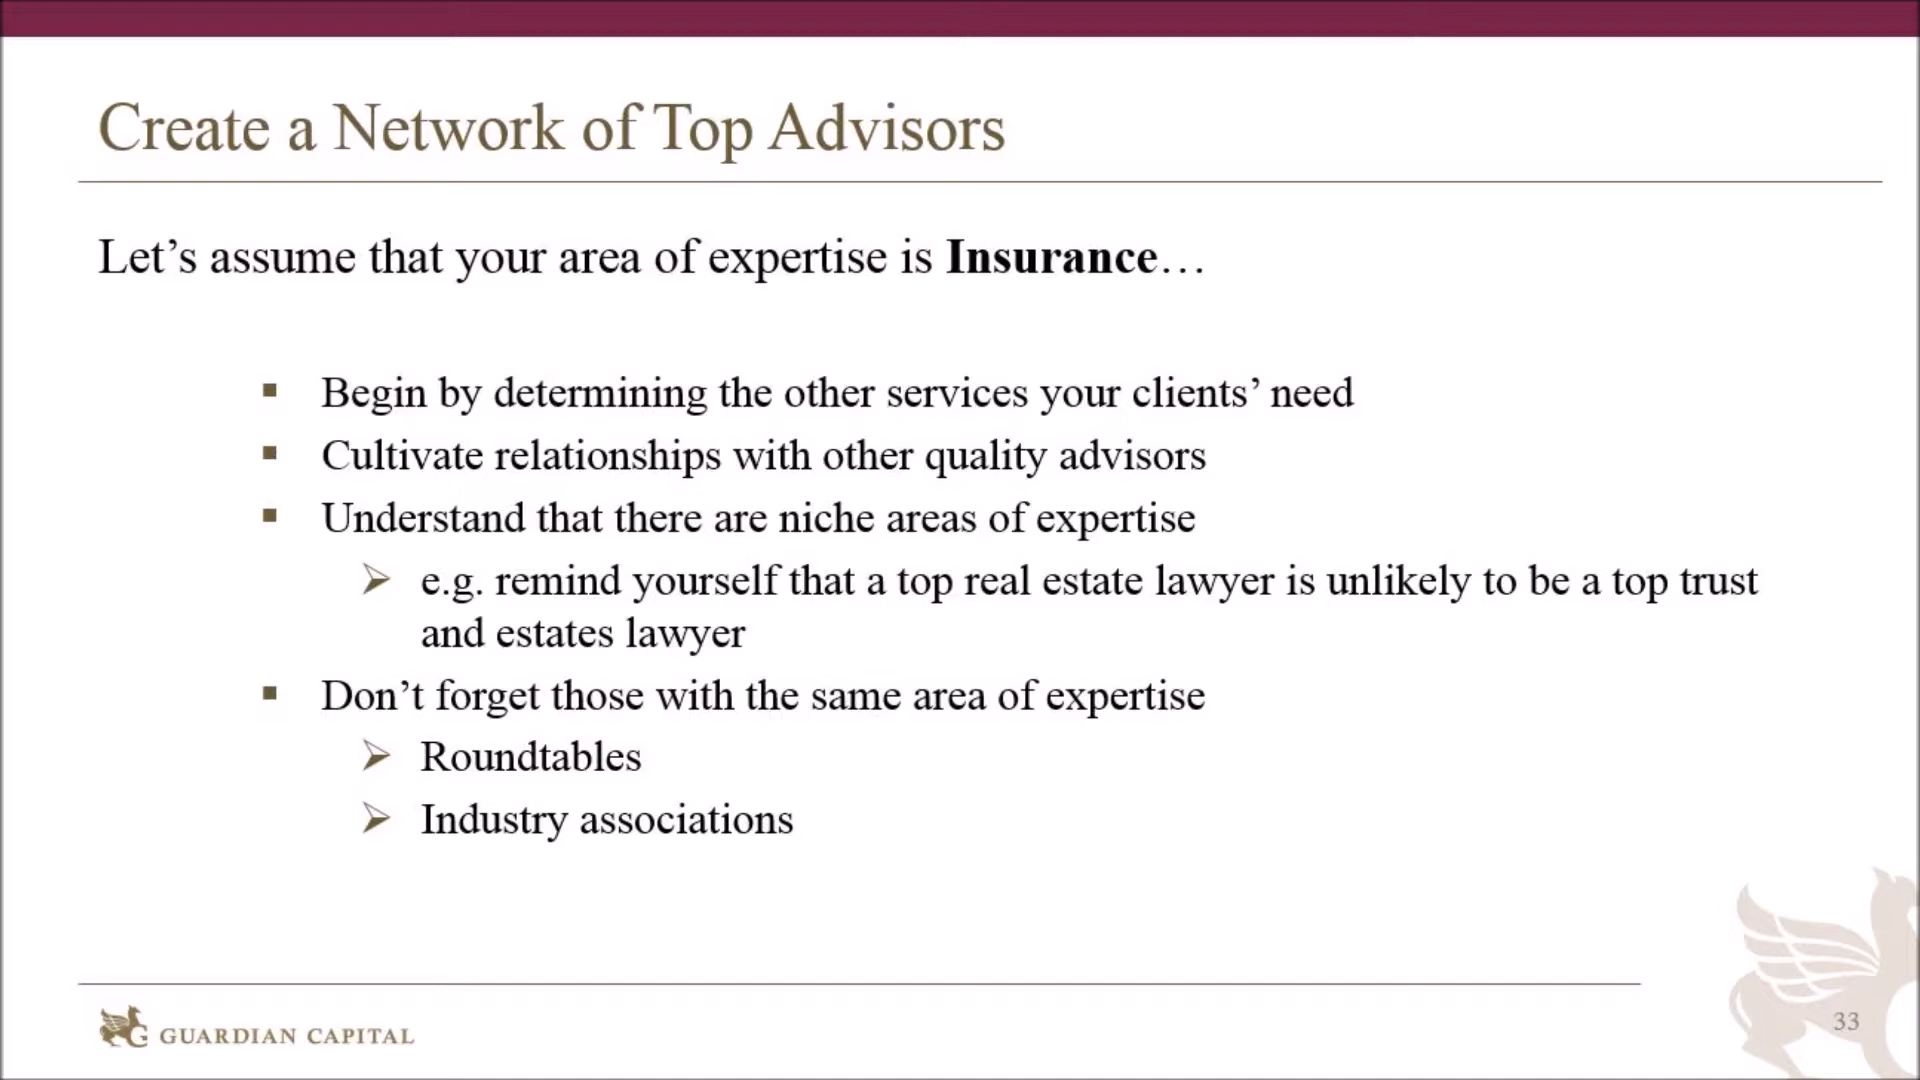 Create a Network of Top Advisors
Let’s assume that your area of expertise is Insurance…
▪ Begin by determining the other services your clients’ need
▪ Cultivate relationships with other quality advisors
▪ Understand that there are niche areas of expertise
➢ e.g. remind yourself that a top real estate lawyer is unlikely to be a top trust
and estates lawyer
▪ Don’t forget those with the same area of expertise
➢ Roundtables
➢ Industry associations
GUARDIAN CAPITAL
33